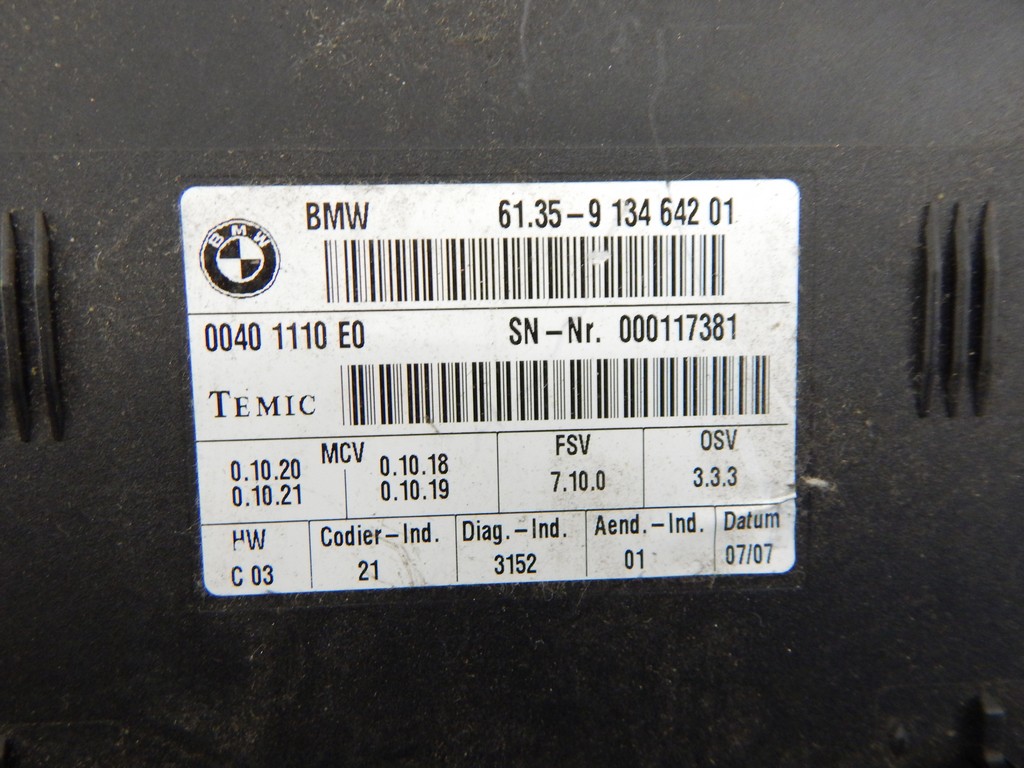 BMW 61.35-9 134 642 01
BMW
0040 1110 E0 SN-Nr. 000117381
TEMIC
MCV FSV OSV
0.10.20 0.10.18 7.10.0 3.3.3
0.10.21 0.10.19
HW Codier-Ind. Diag.-Ind. Aend.-Ind. Datum
C 03 21 3152 01 07/07